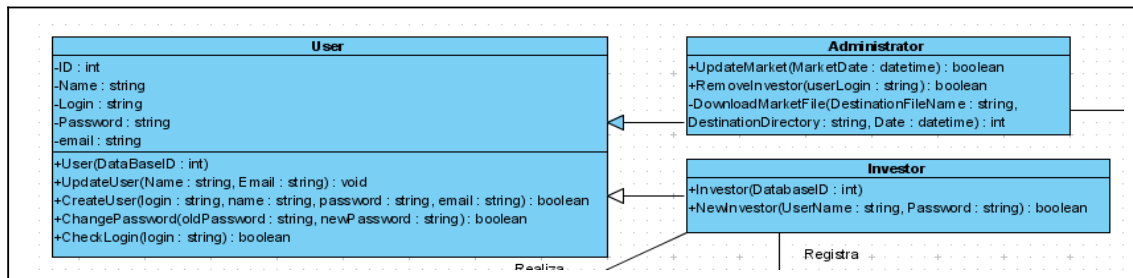 User
-ID : int
-Name : string
-Login : string
-Password : string
-email : string
+User(DataBaseID : int)
+UpdateUser(Name : string, Email : string) : void
+CreateUser(login : string, name : string, password : string, email : string) : boolean
+ChangePassword(oldPassword : string, newPassword : string) : boolean
+CheckLogin(login : string) : boolean
Administrator
+UpdateMarket(MarketDate : datetime) : boolean
+RemoveInvestor(userLogin : string) : boolean
-DownloadMarketFile(DestinationFileName : string,
DestinationDirectory : string, Date : datetime) : int
Investor
+Investor(DatabaseID : int)
+NewInvestor(UserName : string, Password : string) : boolean
Realiza
Registra